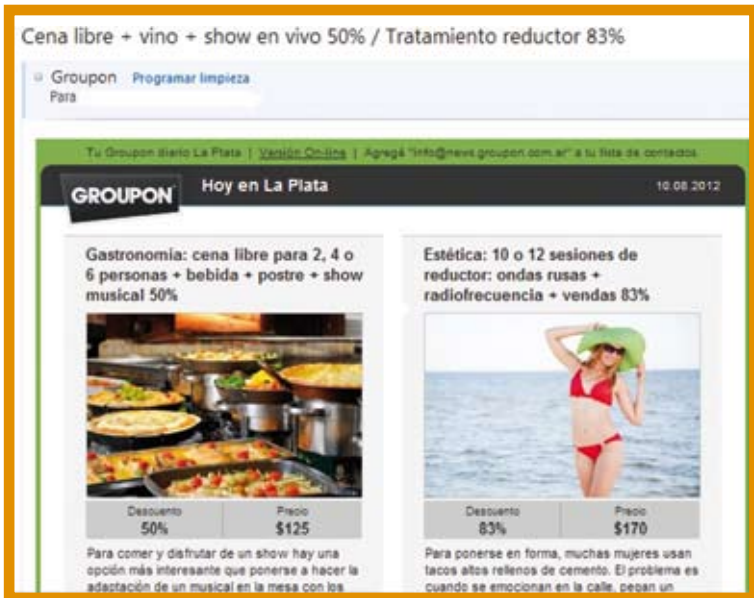 Cena libre + vino + show en vivo 50% / Tratamiento reductor 83%
Groupon Programar limpieza
Para
Tu Groupon diario La Plata | Versión On-line | Agregá "info@news.groupon.com.ar" a tu lista de contactos
GROUPON Hoy en La Plata 10.08.2012
Gastronomía: cena libre para 2, 4 o
6 personas + bebida + postre + show
musical 50%
Descuento Precio
50% $125
Para comer y disfrutar de un show hay una
opción más interesante que ponerse a hacer la
adaptación de un musical en la mesa con los
Estética: 10 o 12 sesiones de
reductor: ondas rusas +
radiofrecuencia + vendas 83%
Descuento Precio
83% $170
Para ponerse en forma, muchas mujeres usan
tacos altos rellenos de cemento. El problema es
cuando se emocionan en la calle, pegan un